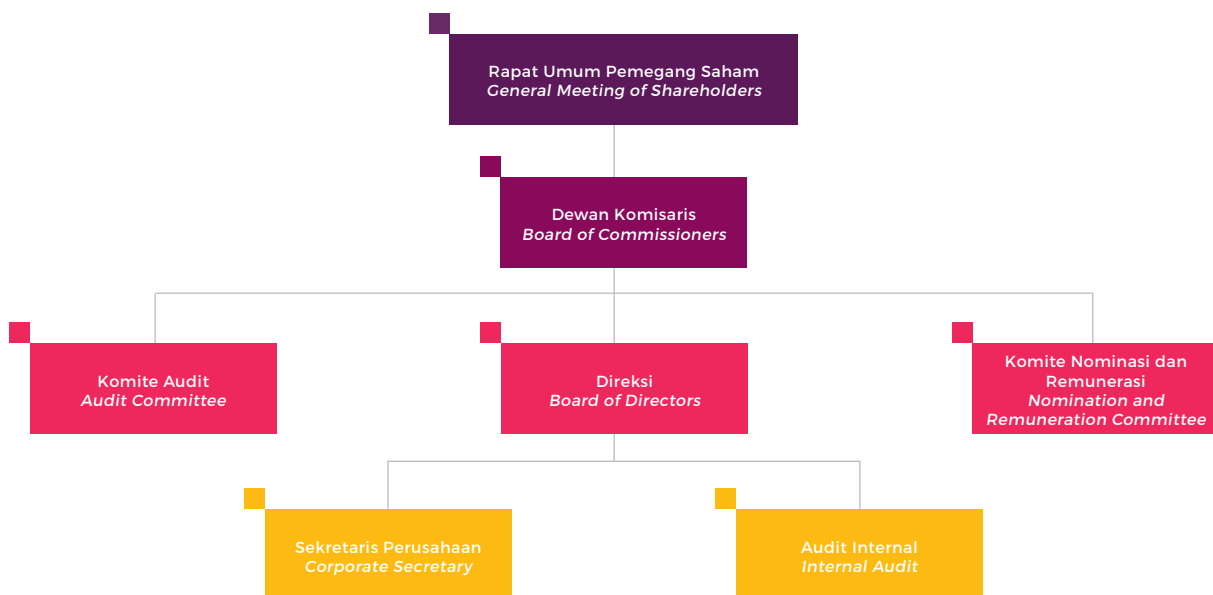 Rapat Umum Pemegang Saham
General Meeting of Shareholders
Dewan Komisaris
Board of Commissioners
Komite Audit
Audit Committee
Direksi
Board of Directors
Komite Nominasi dan
Remunerasi
Nomination and
Remuneration Committee
Sekretaris Perusahaan
Corporate Secretary
Audit Internal
Internal Audit